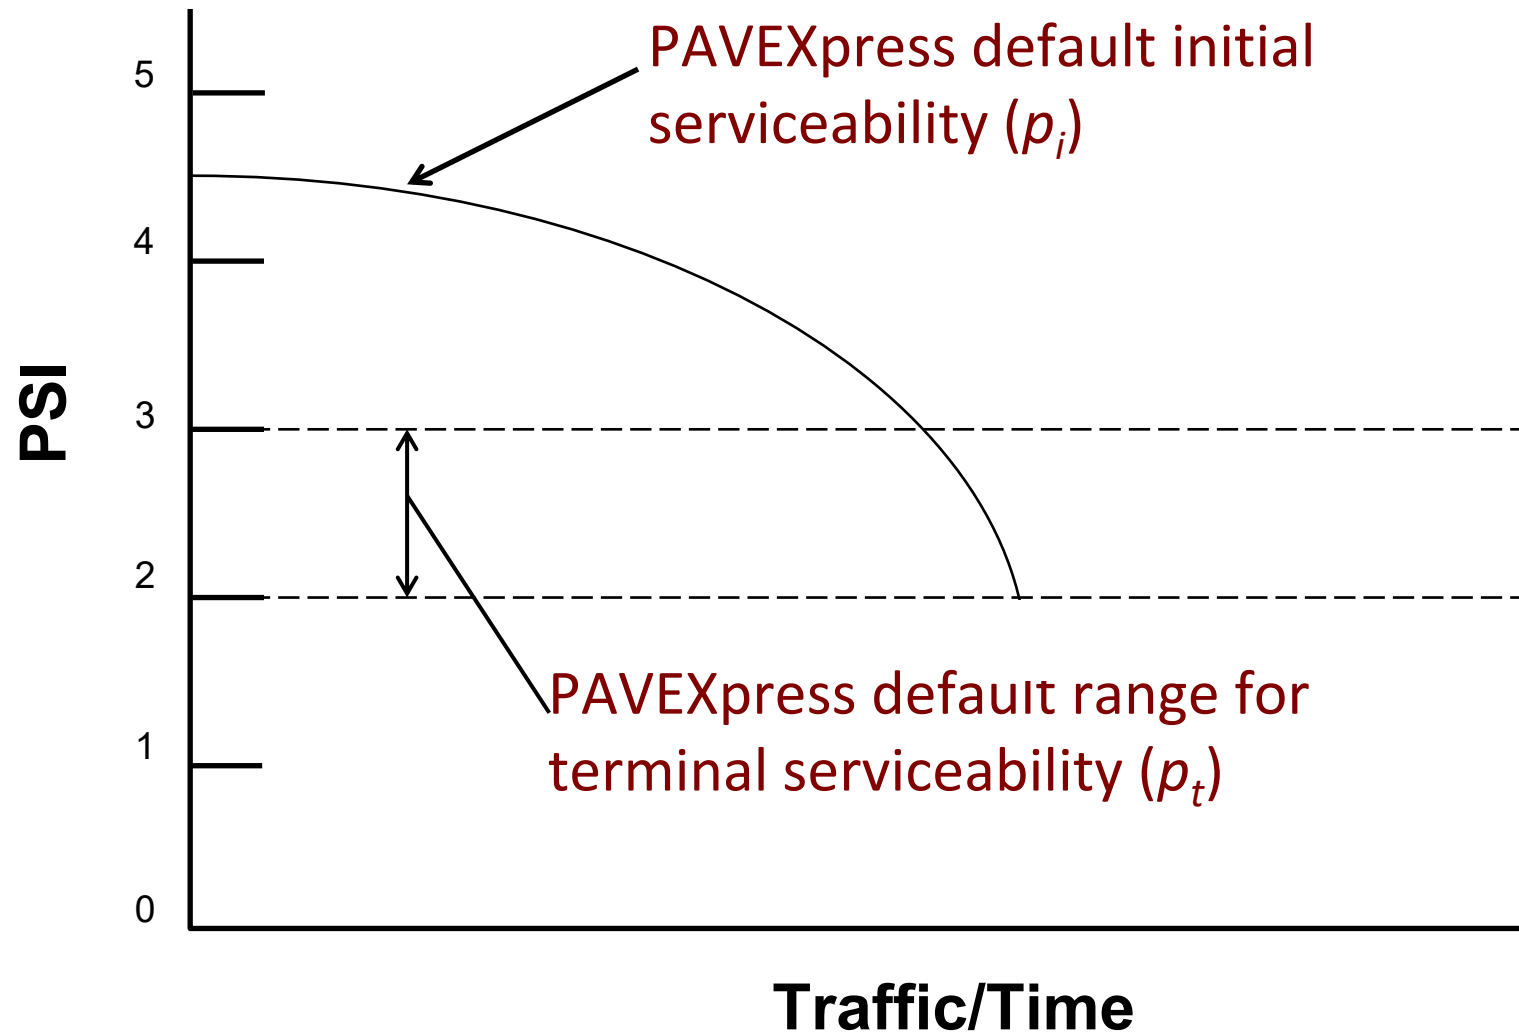 PAVEXpress default initial
serviceability (pi)
5
4
PSI
3
2
PAVEXpress default range for
terminal serviceability (pt)
1
0
Traffic/Time